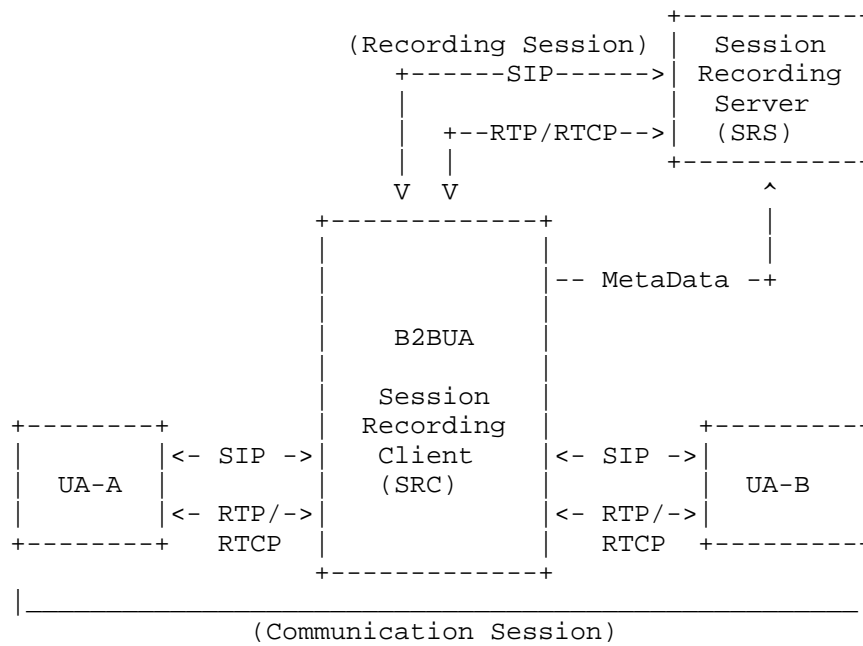 (Recording Session) Session
SIP Recording
Server
RTP/RTCP (SRS)
MetaData
B2BUA
Session
Recording
SIP Client SIP
UA-A (SRC) UA-B
RTP/ RTP/
RTCP RTCP
(Communication Session)